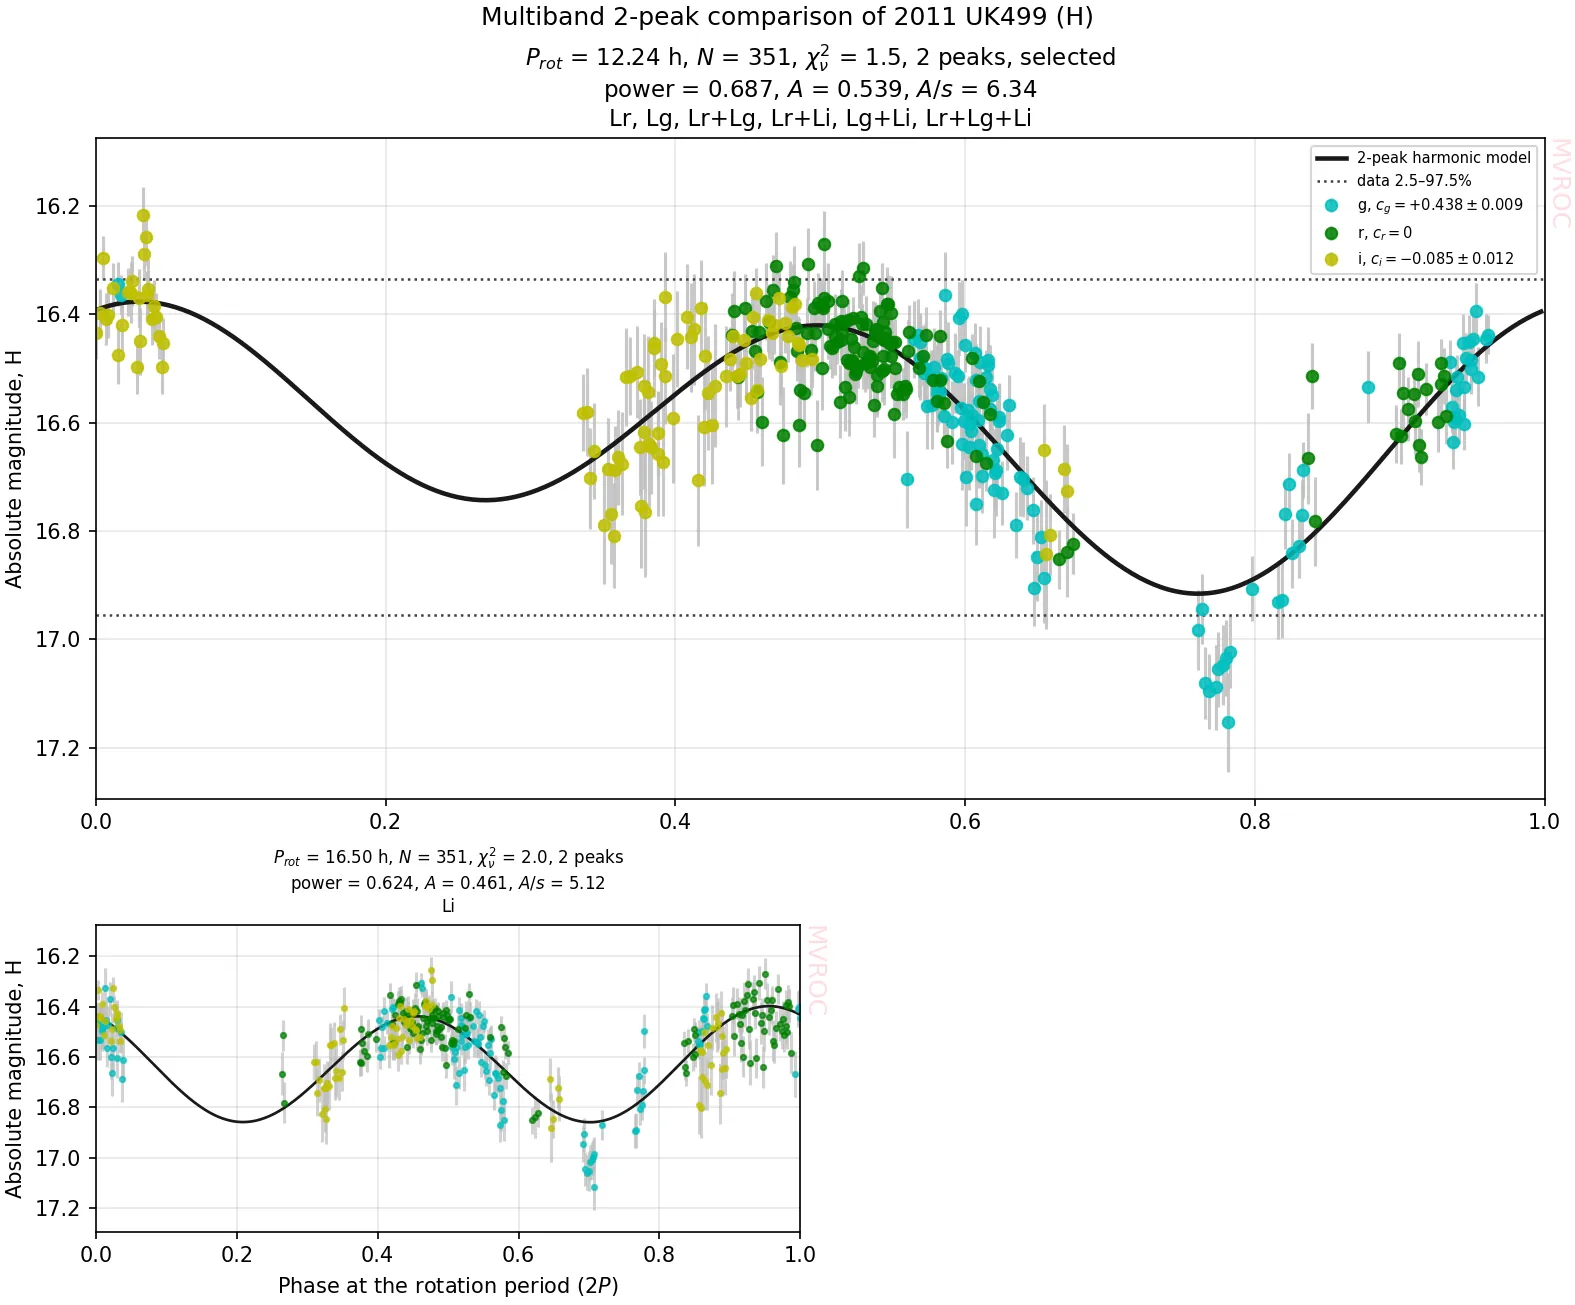 Multiband 2-peak comparison of 2011 UK499 (H)
P_rot = 12.24 h, N = 351, χ²_ν = 1.5, 2 peaks, selected
power = 0.687, A = 0.539, A/s = 6.34
Lr, Lg, Lr+Lg, Lr+Li, Lg+Li, Lr+Lg+Li
2-peak harmonic model
data 2.5–97.5%
g, c_g = +0.438 ± 0.009
r, c_r = 0
i, c_i = −0.085 ± 0.012
MVROC
Absolute magnitude, H
16.2
16.4
16.6
16.8
17.0
17.2
0.0 0.2 0.4 0.6 0.8 1.0
P_rot = 16.50 h, N = 351, χ²_ν = 2.0, 2 peaks
power = 0.624, A = 0.461, A/s = 5.12
Li
MVROC
Absolute magnitude, H
16.2
16.4
16.6
16.8
17.0
17.2
0.0 0.2 0.4 0.6 0.8 1.0
Phase at the rotation period (2P)